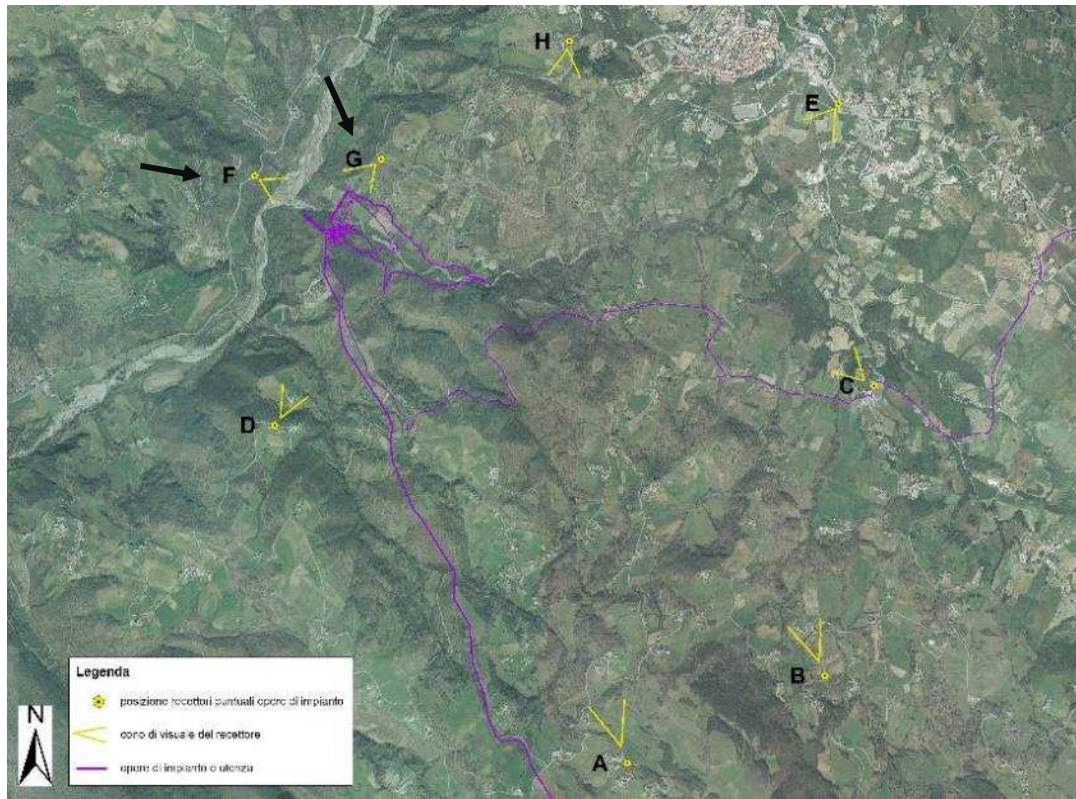 H
E
G
F
C
D
B
A
Legenda
posizione recettori puntuali opere di impianto
cono di visuale del recettore
opere di impianto o utenza
N